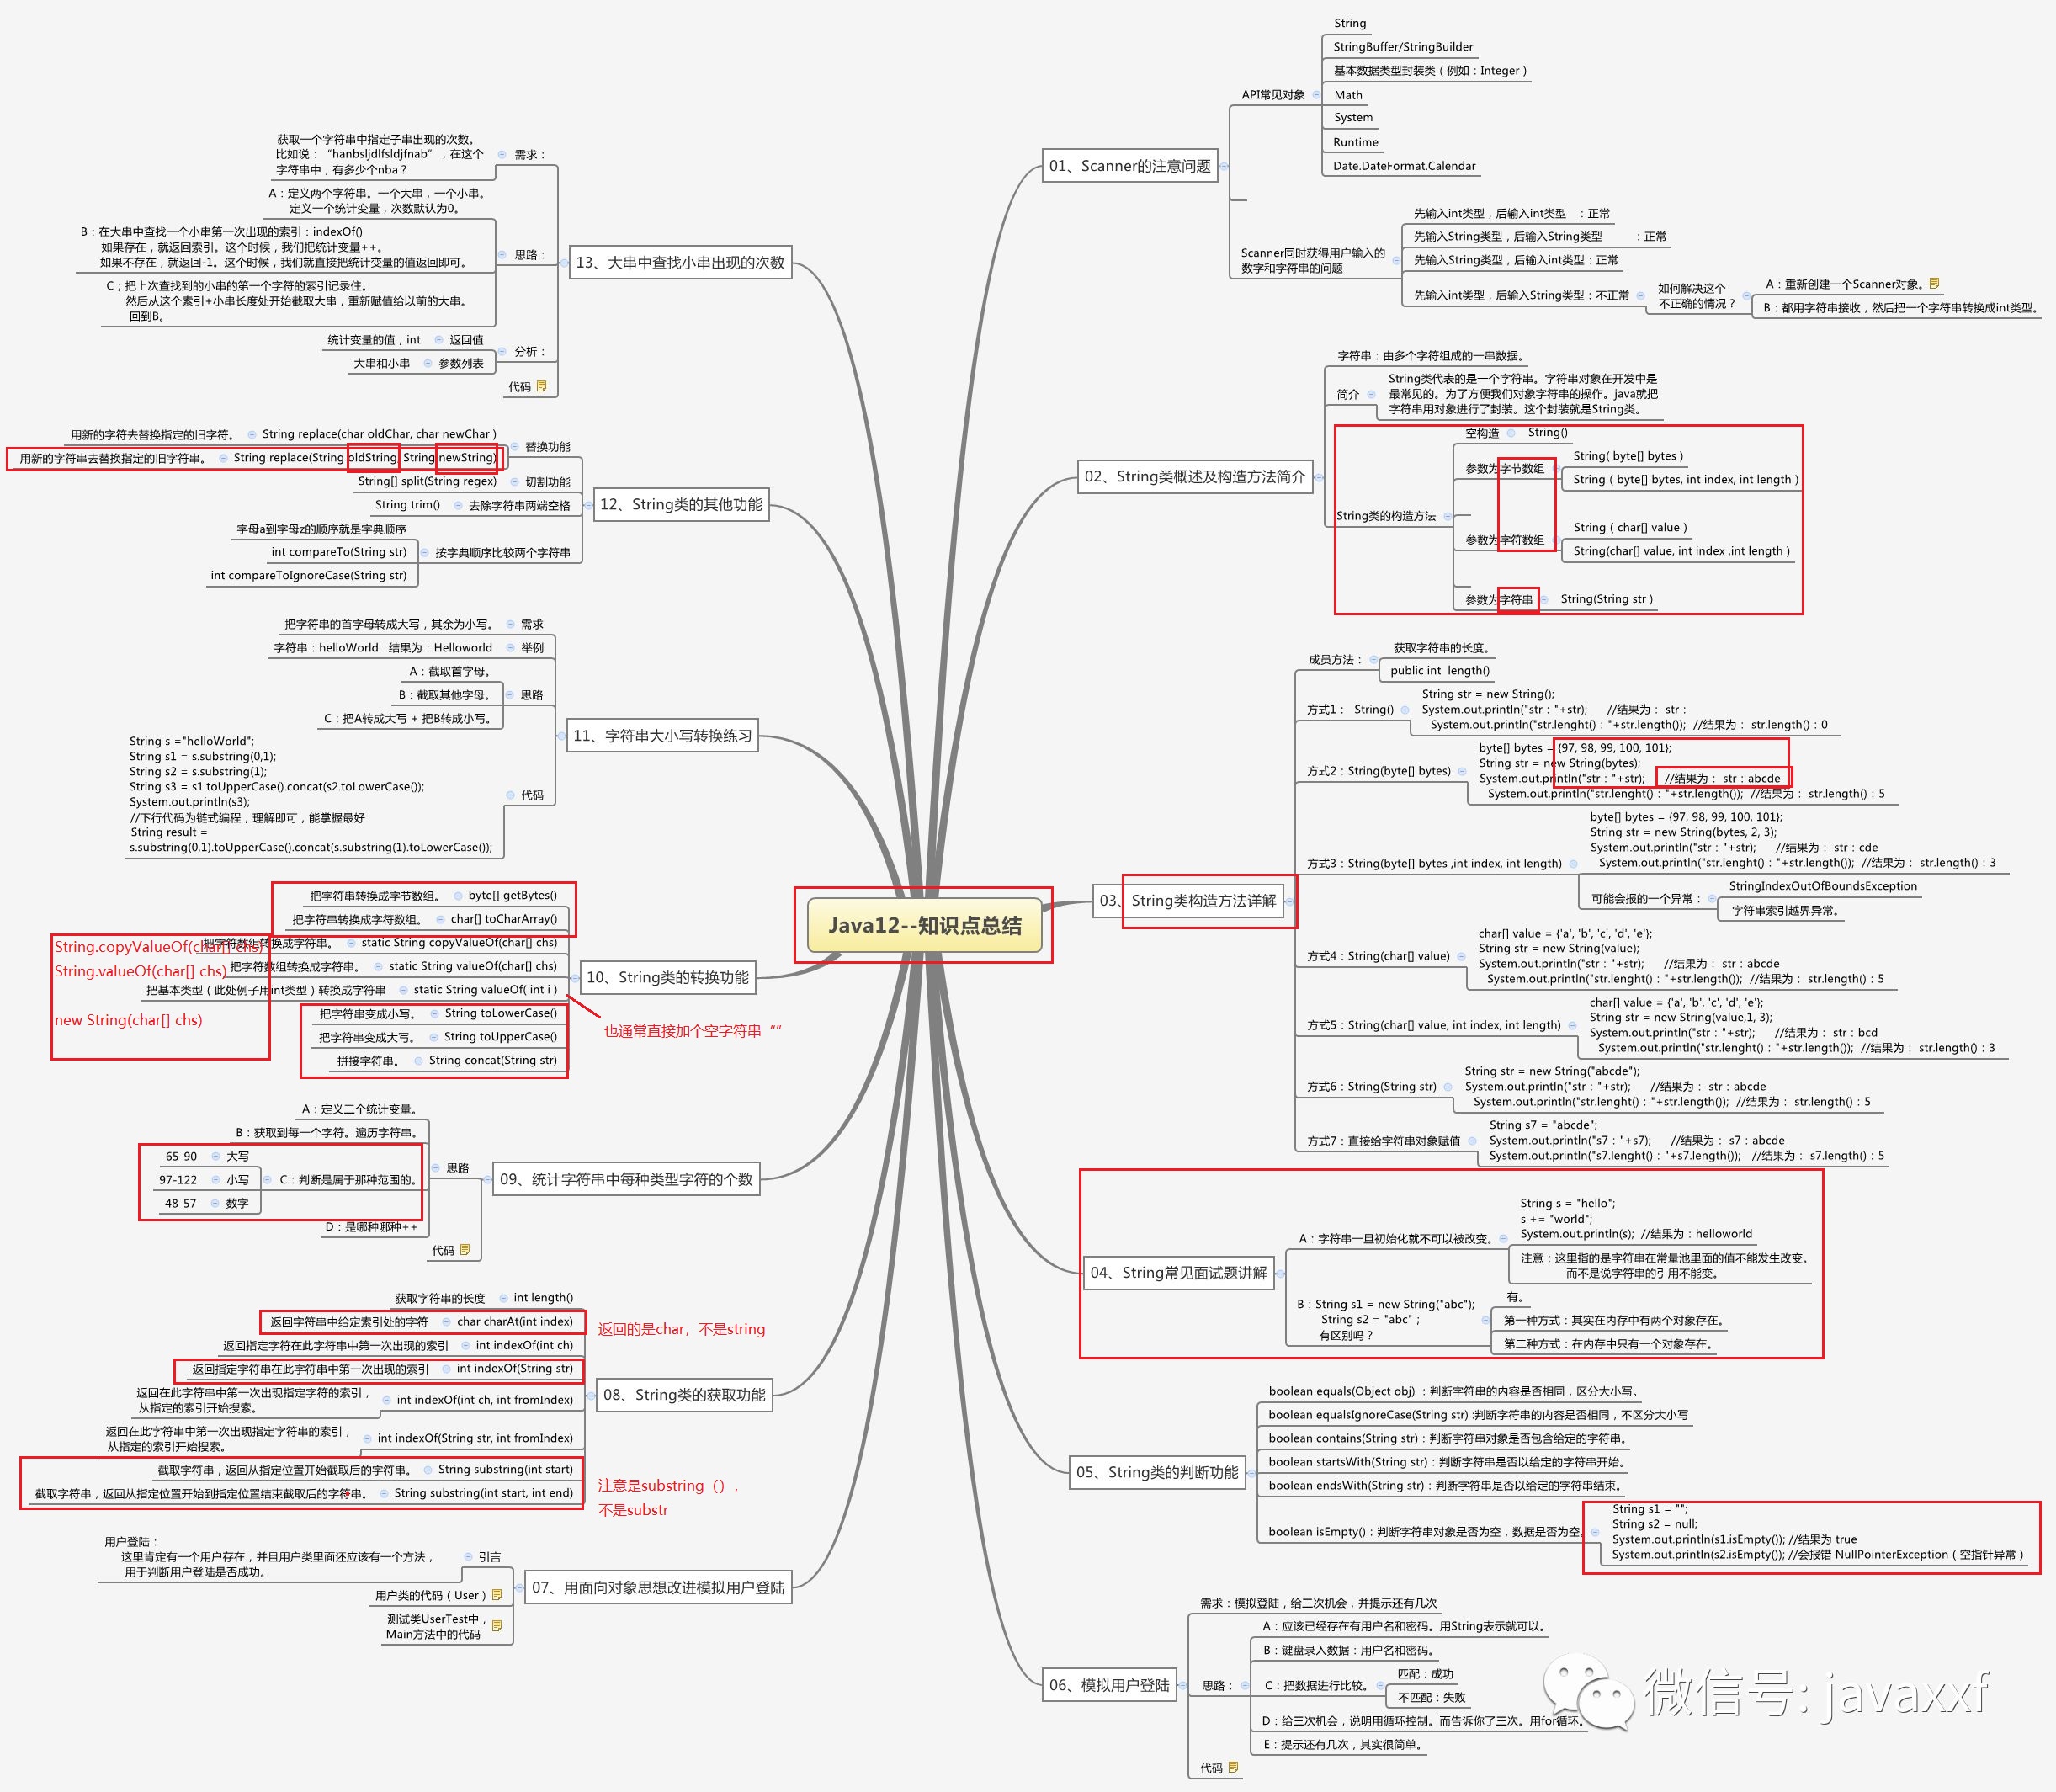 Java12--知识点总结
01、Scanner的注意问题
API常见对象
String
StringBuffer/StringBuilder
基本数据类型封装类（例如：Integer）
Math
System
Runtime
Date.DateFormat.Calendar
Scanner同时获得用户输入的
数字和字符串的问题
先输入int类型，后输入int类型 ：正常
先输入String类型，后输入String类型 ：正常
先输入String类型，后输入int类型：正常
先输入int类型，后输入String类型：不正常
如何解决这个
不正确的情况？
A：重新创建一个Scanner对象。
B：都用字符串接收，然后把一个字符串转换成int类型。
02、String类概述及构造方法简介
字符串：由多个字符组成的一串数据。
简介
String类代表的是一个字符串。字符串对象在开发中是
最常见的。为了方便我们对象字符串的操作。java就把
字符串用对象进行了封装。这个封装就是String类。
String类的构造方法
空构造
String()
参数为字节数组
String( byte[] bytes )
String ( byte[] bytes, int index, int length )
参数为字符数组
String ( char[] value )
String(char[] value, int index ,int length )
参数为字符串
String(String str )
03、String类构造方法详解
成员方法：
获取字符串的长度。
public int length()
方式1： String()
String str = new String();
System.out.println("str："+str); //结果为： str：
System.out.println("str.lenght()："+str.length()); //结果为： str.length()：0
方式2：String(byte[] bytes)
byte[] bytes = {97, 98, 99, 100, 101};
String str = new String(bytes);
System.out.println("str："+str); //结果为： str：abcde
System.out.println("str.lenght()："+str.length()); //结果为： str.length()：5
方式3：String(byte[] bytes ,int index, int length)
byte[] bytes = {97, 98, 99, 100, 101};
String str = new String(bytes, 2, 3);
System.out.println("str："+str); //结果为： str：cde
System.out.println("str.lenght()："+str.length()); //结果为： str.length()：3
可能会报的一个异常：
StringIndexOutOfBoundsException
字符串索引越界异常。
方式4：String(char[] value)
char[] value = {'a', 'b', 'c', 'd', 'e'};
String str = new String(value);
System.out.println("str："+str); //结果为： str：abcde
System.out.println("str.lenght()："+str.length()); //结果为： str.length()：5
方式5：String(char[] value, int index, int length)
char[] value = {'a', 'b', 'c', 'd', 'e'};
String str = new String(value,1, 3);
System.out.println("str："+str); //结果为： str：bcd
System.out.println("str.lenght()："+str.length()); //结果为： str.length()：3
方式6：String(String str)
String str = new String("abcde");
System.out.println("str："+str); //结果为： str：abcde
System.out.println("str.lenght()："+str.length()); //结果为： str.length()：5
方式7：直接给字符串对象赋值
String s7 = "abcde";
System.out.println("s7："+s7); //结果为： s7：abcde
System.out.println("s7.lenght()："+s7.length()); //结果为： s7.length()：5
04、String常见面试题讲解
A：字符串一旦初始化就不可以被改变。
String s = "hello";
s += "world";
System.out.println(s); //结果为：helloworld
注意：这里指的是字符串在常量池里面的值不能发生改变。
而不是说字符串的引用不能变。
B：String s1 = new String("abc");
String s2 = "abc"；
有区别吗？
有。
第一种方式：其实在内存中有两个对象存在。
第二种方式：在内存中只有一个对象存在。
05、String类的判断功能
boolean equals(Object obj) ：判断字符串的内容是否相同，区分大小写。
boolean equalsIgnoreCase(String str) :判断字符串的内容是否相同，不区分大小写
boolean contains(String str)：判断字符串对象是否包含给定的字符串。
boolean startsWith(String str)：判断字符串是否以给定的字符串开始。
boolean endsWith(String str)：判断字符串是否以给定的字符串结束。
boolean isEmpty()：判断字符串对象是否为空，数据是否为空。
String s1 = "";
String s2 = null;
System.out.println(s1.isEmpty()); //结果为 true
System.out.println(s2.isEmpty()); //会报错 NullPointerException（空指针异常）
06、模拟用户登陆
需求：模拟登陆，给三次机会，并提示还有几次
思路：
A：应该已经存在有用户名和密码。用String表示就可以。
B：键盘录入数据：用户名和密码。
C：把数据进行比较。
匹配：成功
不匹配：失败
D：给三次机会，说明用循环控制。而告诉你了三次。用for循环。
E：提示还有几次，其实很简单。
代码
微信号: javaxxf
13、大串中查找小串出现的次数
需求：
获取一个字符串中指定子串出现的次数。
比如说：“hanbsljdlfsldjfnab”，在这个
字符串中，有多少个nba？
思路：
A：定义两个字符串。一个大串，一个小串。
定义一个统计变量，次数默认为0。
B：在大串中查找一个小串第一次出现的索引：indexOf()
如果存在，就返回索引。这个时候，我们把统计变量++。
如果不存在，就返回-1。这个时候，我们就直接把统计变量的值返回即可。
C；把上次查找到的小串的第一个字符的索引记录住。
然后从这个索引+小串长度处开始截取大串，重新赋值给以前的大串。
回到B。
分析：
统计变量的值，int 返回值
大串和小串 参数列表
代码
12、String类的其他功能
替换功能
用新的字符去替换指定的旧字符。 String replace(char oldChar, char newChar )
用新的字符串去替换指定的旧字符串。 String replace(String oldString, String newString)
String[] split(String regex) 切割功能
String trim() 去除字符串两端空格
按字典顺序比较两个字符串
字母a到字母z的顺序就是字典顺序
int compareTo(String str)
int compareToIgnoreCase(String str)
11、字符串大小写转换练习
把字符串的首字母转成大写，其余为小写。 需求
字符串：helloWorld 结果为：Helloworld 举例
思路
A：截取首字母。
B：截取其他字母。
C：把A转成大写 + 把B转成小写。
代码
String s ="helloWorld";
String s1 = s.substring(0,1);
String s2 = s.substring(1);
String s3 = s1.toUpperCase().concat(s2.toLowerCase());
System.out.println(s3);
//下行代码为链式编程，理解即可，能掌握最好
String result =
s.substring(0,1).toUpperCase().concat(s.substring(1).toLowerCase());
10、String类的转换功能
把字符串转换成字节数组。 byte[] getBytes()
把字符串转换成字符数组。 char[] toCharArray()
把字符数组转换成字符串。 static String copyValueOf(char[] chs)
把字符数组转换成字符串。 static String valueOf(char[] chs)
把基本类型（此处例子用int类型）转换成字符串 static String valueOf( int i )
把字符串变成小写。 String toLowerCase()
把字符串变成大写。 String toUpperCase()
拼接字符串。 String concat(String str)
String.copyValueOf(char[] chs)
String.valueOf(char[] chs)
new String(char[] chs)
也通常直接加个空字符串“”
09、统计字符串中每种类型字符的个数
思路
A：定义三个统计变量。
B：获取到每一个字符。遍历字符串。
C：判断是属于那种范围的。
65-90 大写
97-122 小写
48-57 数字
D：是哪种哪种++
代码
08、String类的获取功能
获取字符串的长度 int length()
返回字符串中给定索引处的字符 char charAt(int index)
返回的是char，不是string
返回指定字符在此字符串中第一次出现的索引 int indexOf(int ch)
返回指定字符串在此字符串中第一次出现的索引 int indexOf(String str)
返回在此字符串中第一次出现指定字符的索引，
从指定的索引开始搜索。
int indexOf(int ch, int fromIndex)
返回在此字符串中第一次出现指定字符串的索引，
从指定的索引开始搜索。
int indexOf(String str, int fromIndex)
截取字符串，返回从指定位置开始截取后的字符串。 String substring(int start)
截取字符串，返回从指定位置开始到指定位置结束截取后的字符串。 String substring(int start, int end)
注意是substring（），
不是substr
07、用面向对象思想改进模拟用户登陆
引言
用户登陆：
这里肯定有一个用户存在，并且用户类里面还应该有一个方法，
用于判断用户登陆是否成功。
用户类的代码（User）
测试类UserTest中，
Main方法中的代码